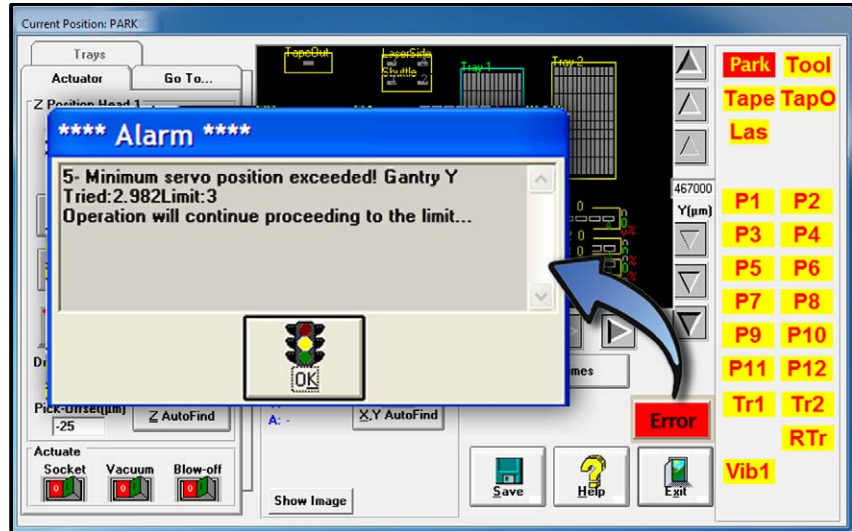 Current Position: PARK
Trays
Actuator
Go To...
Z Position Head 1
TapeOut
LaserSide
Shuttle
2
Tray 1
Tray 2
**** Alarm ****
5- Minimum servo position exceeded! Gantry Y
Tried:2.982Limit:3
Operation will continue proceeding to the limit...
OK
467000
Y(µm)
Pick-Offset(µm)
-25
Z AutoFind
A: -
X,Y AutoFind
Error
Actuate
Socket Vacuum Blow-off
Show Image
Save
Help
Exit
Park Tool
Tape TapO
Las
P1 P2
P3 P4
P5 P6
P7 P8
P9 P10
P11 P12
Tr1 Tr2
RTr
Vib1